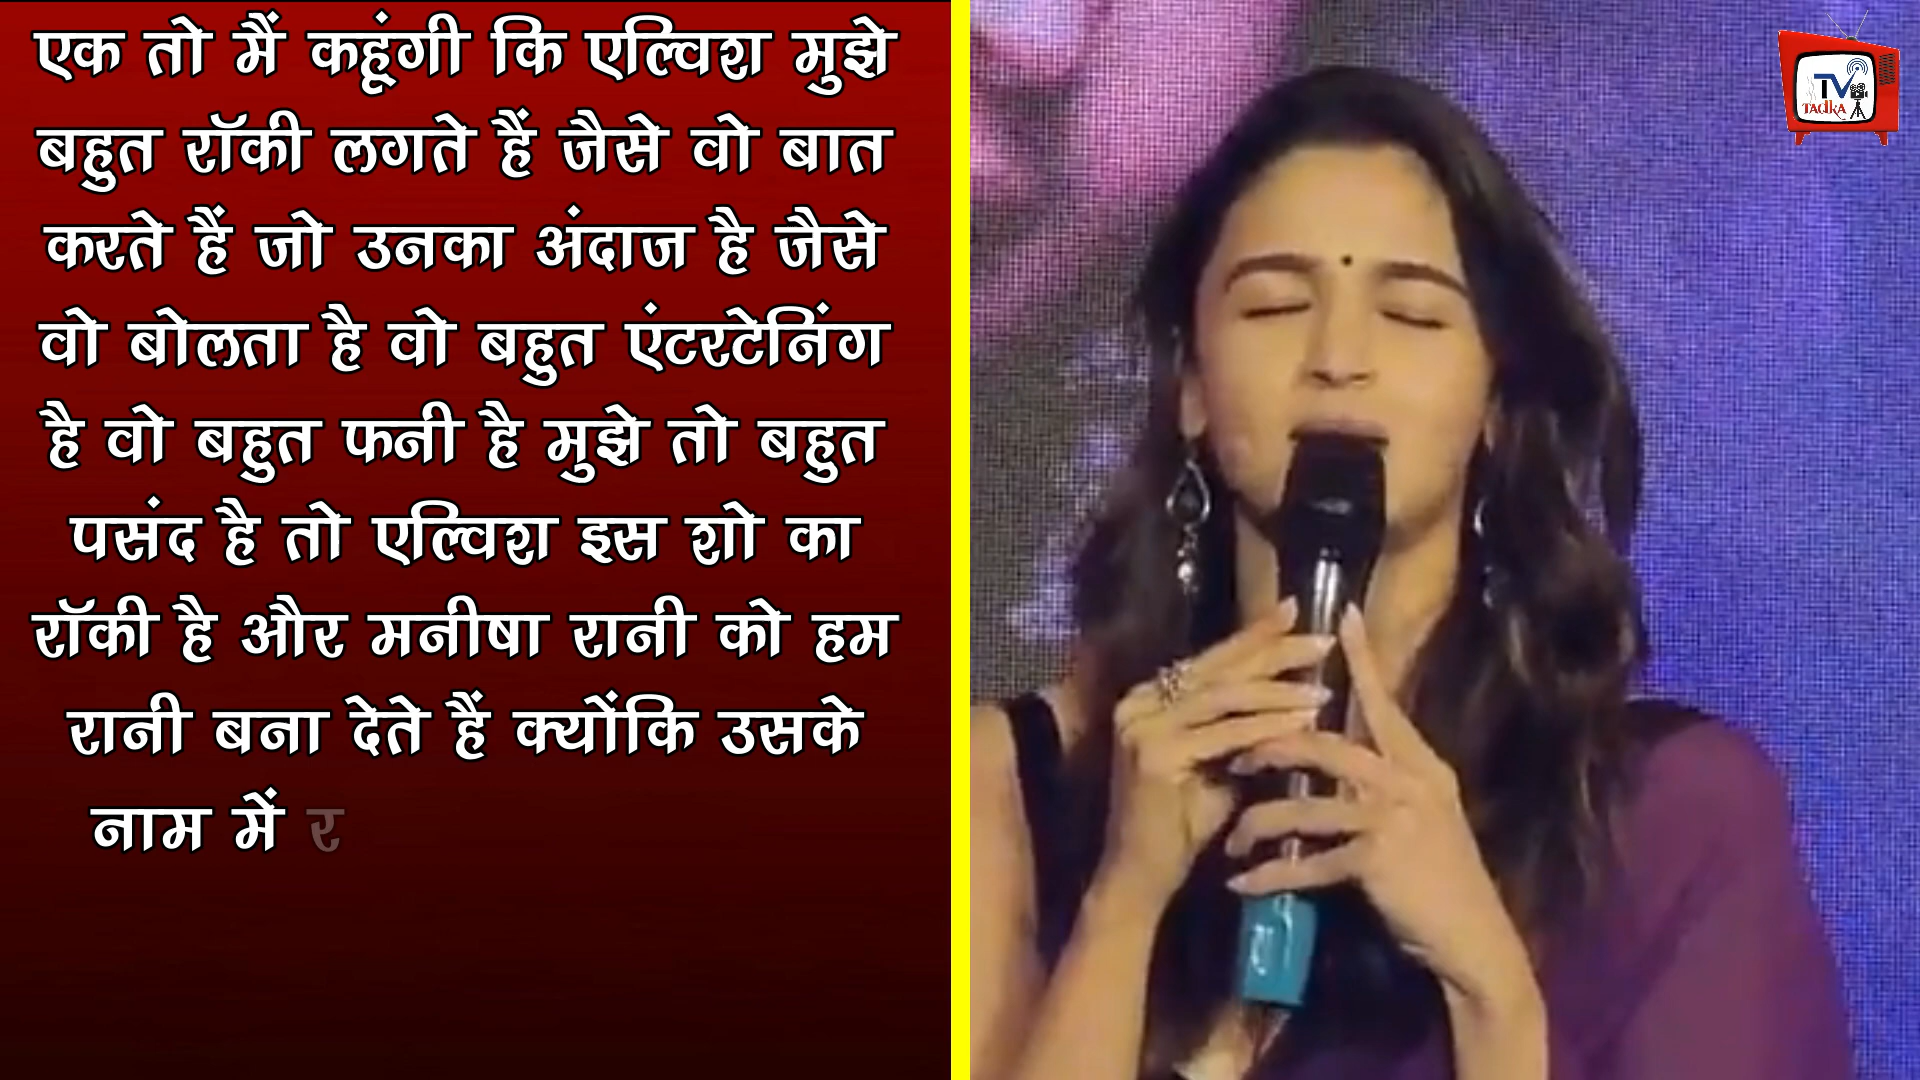 एक तो मैं कहूंगी कि एल्विश मुझे
बहुत रॉकी लगते हैं जैसे वो बात
करते हैं जो उनका अंदाज है जैसे
वो बोलता है वो बहुत एंटरटेनिंग
है वो बहुत फनी है मुझे तो बहुत
पसंद है तो एल्विश इस शो का
रॉकी है और मनीषा रानी को हम
रानी बना देते हैं क्योंकि उसके
नाम में र
TV
TADKA